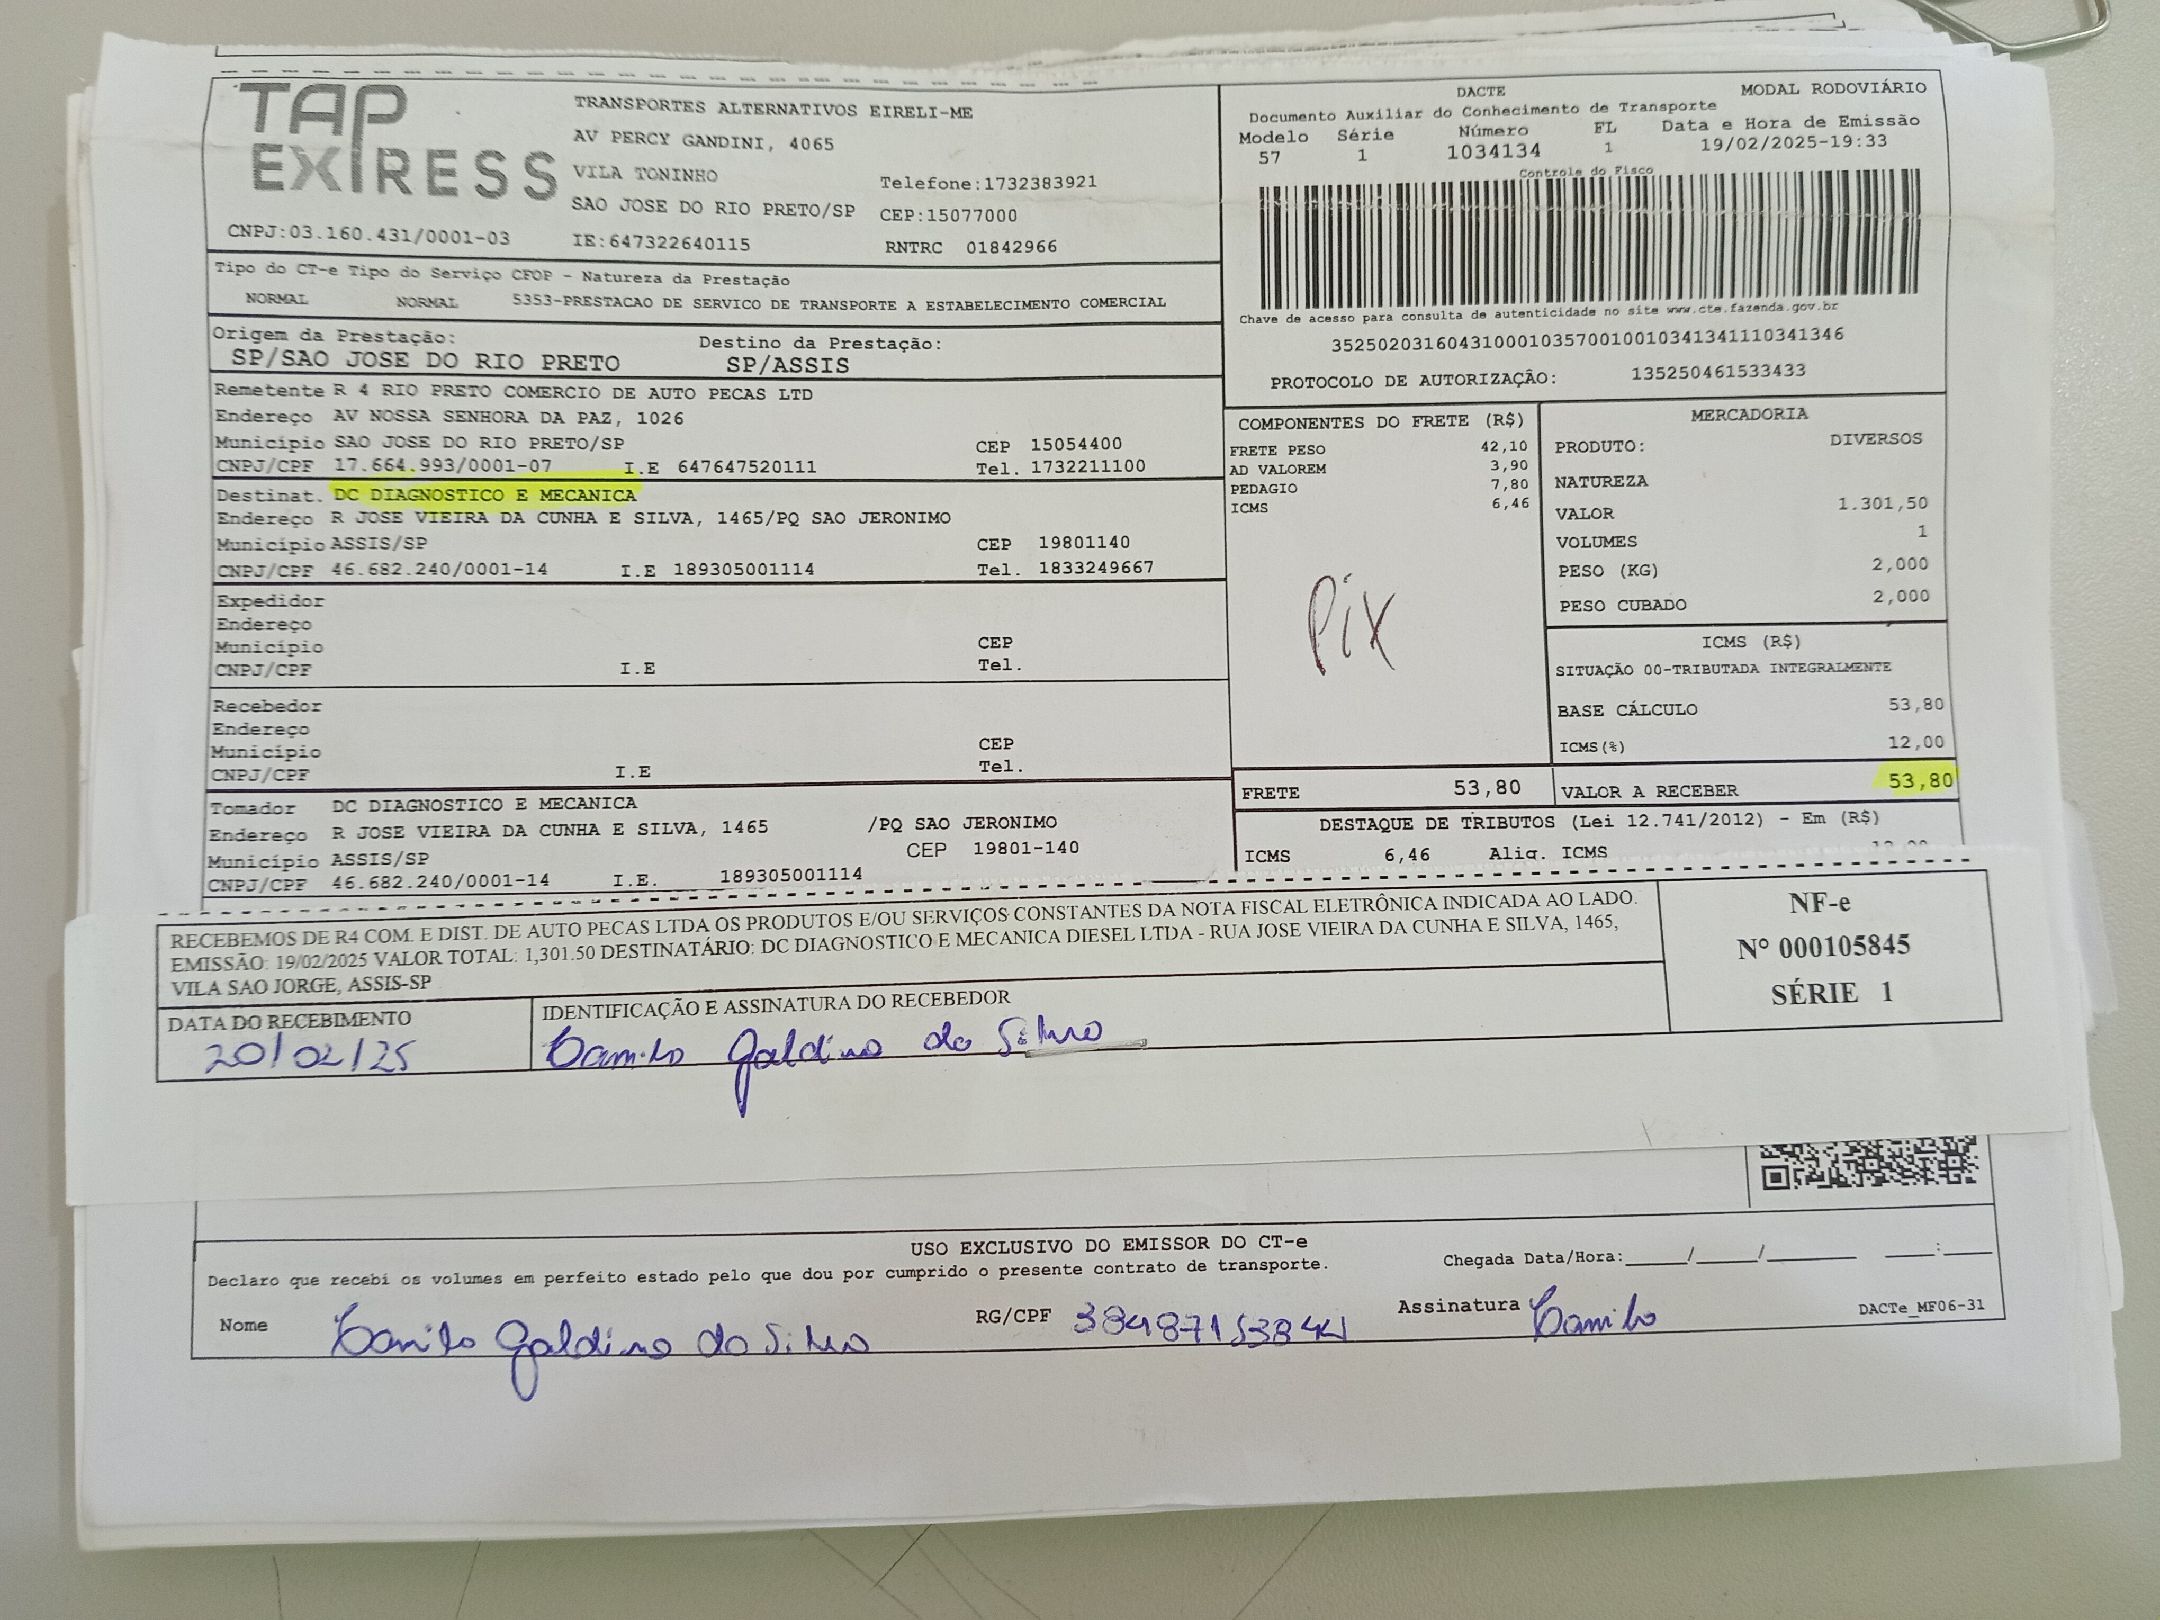 TAP EXPRESS
TRANSPORTES ALTERNATIVOS EIRELI-ME
AV PERCY GANDINI, 4065
VILA TONINHO
Telefone:1732383921
SAO JOSE DO RIO PRETO/SP CEP:15077000
CNPJ:03.160.431/0001-03 IE:647322640115 RNTRC 01842966
DACTE MODAL RODOVIÁRIO
Documento Auxiliar do Conhecimento de Transporte
Modelo Série Número FL Data e Hora de Emissão
57 1 1034134 1 19/02/2025-19:33
Controle do Fisco
Chave de acesso para consulta de autenticidade no site www.cte.fazenda.gov.br
35250203160431000103570010010341341110341346
PROTOCOLO DE AUTORIZAÇÃO: 135250461533433
Tipo do CT-e Tipo do Serviço CFOP - Natureza da Prestação
NORMAL NORMAL 5353-PRESTACAO DE SERVICO DE TRANSPORTE A ESTABELECIMENTO COMERCIAL
Origem da Prestação: Destino da Prestação:
SP/SAO JOSE DO RIO PRETO SP/ASSIS
Remetente R 4 RIO PRETO COMERCIO DE AUTO PECAS LTD
Endereço AV NOSSA SENHORA DA PAZ, 1026
Município SAO JOSE DO RIO PRETO/SP CEP 15054400
CNPJ/CPF 17.664.993/0001-07 I.E 647647520111 Tel. 1732211100
Destinat. DC DIAGNOSTICO E MECANICA
Endereço R JOSE VIEIRA DA CUNHA E SILVA, 1465/PQ SAO JERONIMO
Município ASSIS/SP CEP 19801140
CNPJ/CPF 46.682.240/0001-14 I.E 189305001114 Tel. 1833249667
Expedidor
Endereço
Município CEP
CNPJ/CPF I.E Tel.
Recebedor
Endereço
Município CEP
CNPJ/CPF I.E Tel.
Tomador DC DIAGNOSTICO E MECANICA
Endereço R JOSE VIEIRA DA CUNHA E SILVA, 1465 /PQ SAO JERONIMO
Município ASSIS/SP CEP 19801-140
CNPJ/CPF 46.682.240/0001-14 I.E. 189305001114
COMPONENTES DO FRETE (R$)
FRETE PESO 42,10
AD VALOREM 3,90
PEDAGIO 7,80
ICMS 6,46
Pix
MERCADORIA
PRODUTO: DIVERSOS
NATUREZA
VALOR 1.301,50
VOLUMES 1
PESO (KG) 2,000
PESO CUBADO 2,000
ICMS (R$)
SITUAÇÃO 00-TRIBUTADA INTEGRALMENTE
BASE CÁLCULO 53,80
ICMS(%) 12,00
FRETE 53,80 VALOR A RECEBER 53,80
DESTAQUE DE TRIBUTOS (Lei 12.741/2012) - Em (R$)
ICMS 6,46 Aliq. ICMS
RECEBEMOS DE R4 COM. E DIST. DE AUTO PECAS LTDA OS PRODUTOS E/OU SERVIÇOS CONSTANTES DA NOTA FISCAL ELETRÔNICA INDICADA AO LADO.
EMISSÃO: 19/02/2025 VALOR TOTAL: 1,301.50 DESTINATÁRIO: DC DIAGNOSTICO E MECANICA DIESEL LTDA - RUA JOSE VIEIRA DA CUNHA E SILVA, 1465,
VILA SAO JORGE, ASSIS-SP
NF-e
N° 000105845
SÉRIE 1
DATA DO RECEBIMENTO IDENTIFICAÇÃO E ASSINATURA DO RECEBEDOR
20/02/25 Camilo Galdino da Silva
USO EXCLUSIVO DO EMISSOR DO CT-e
Declaro que recebi os volumes em perfeito estado pelo que dou por cumprido o presente contrato de transporte.
Chegada Data/Hora:____/____/______ ___:___
Nome Camilo Galdino da Silva RG/CPF Assinatura Camilo DACTe_MF06-31